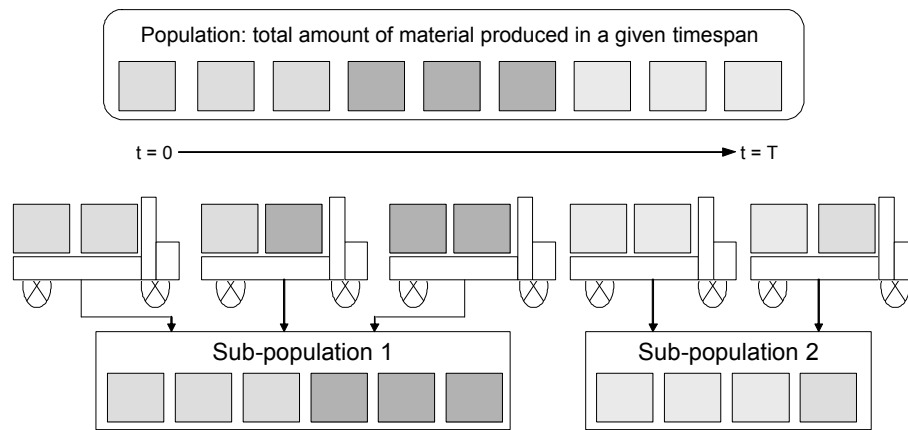 Population: total amount of material produced in a given timespan
t = 0
t = T
Sub-population 1
Sub-population 2